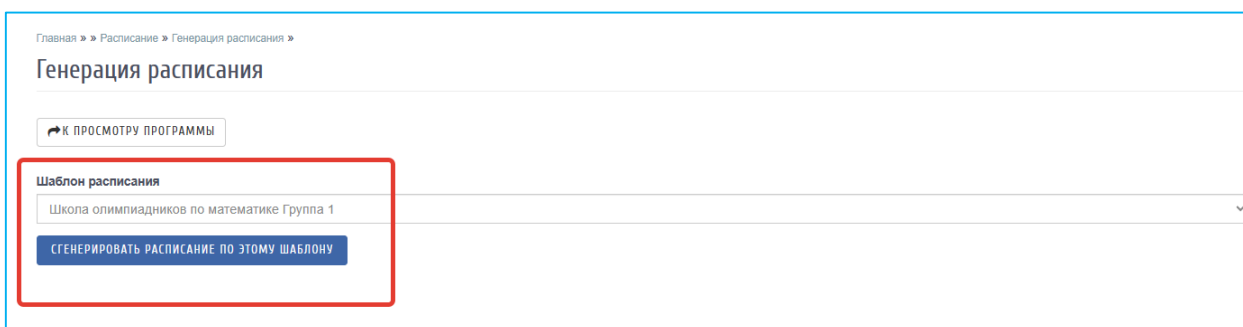 Главная » » Расписание » Генерация расписания »
Генерация расписания
К ПРОСМОТРУ ПРОГРАММЫ
Шаблон расписания
Школа олимпиадников по математике Группа 1
СГЕНЕРИРОВАТЬ РАСПИСАНИЕ ПО ЭТОМУ ШАБЛОНУ